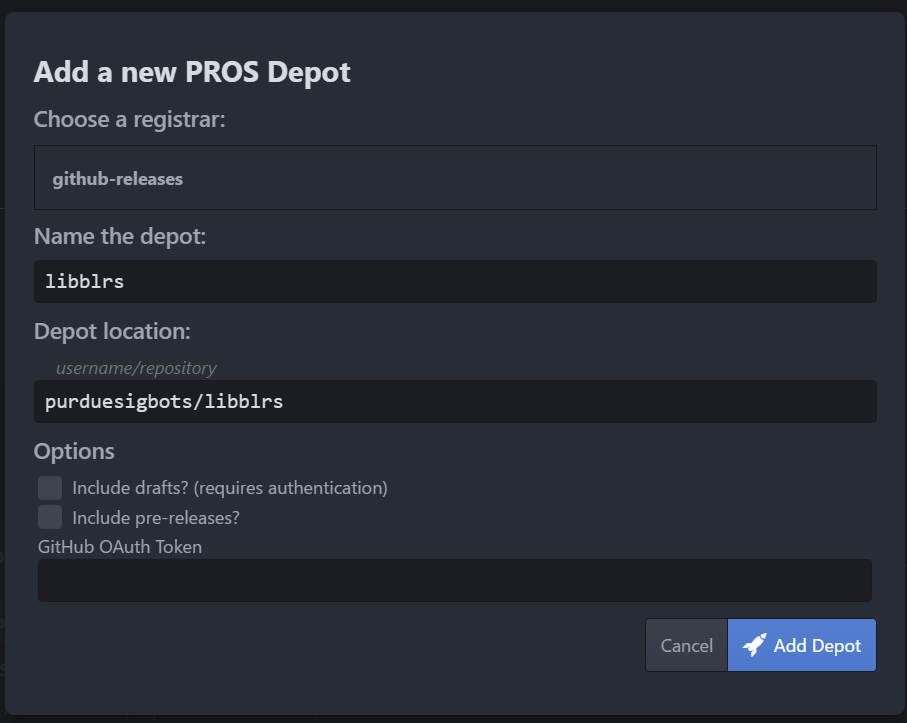 Add a new PROS Depot
Choose a registrar:
github-releases
Name the depot:
libblrs
Depot location:
username/repository
purduesigbots/libblrs
Options
Include drafts? (requires authentication)
Include pre-releases?
GitHub OAuth Token
Cancel Add Depot